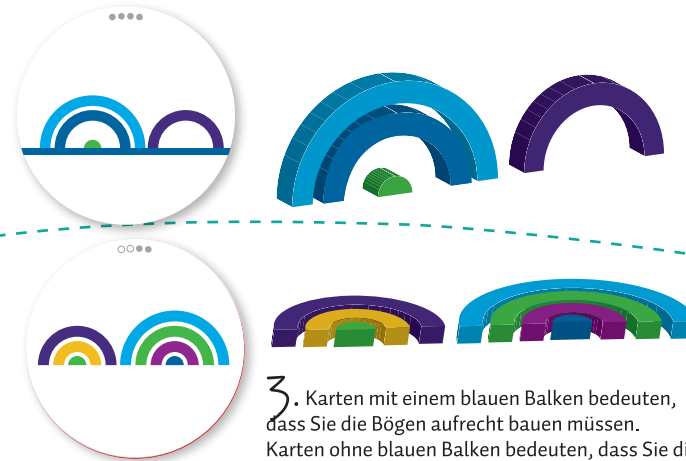 3. Karten mit einem blauen Balken bedeuten,
dass Sie die Bögen aufrecht bauen müssen.
Karten ohne blauen Balken bedeuten, dass Sie di